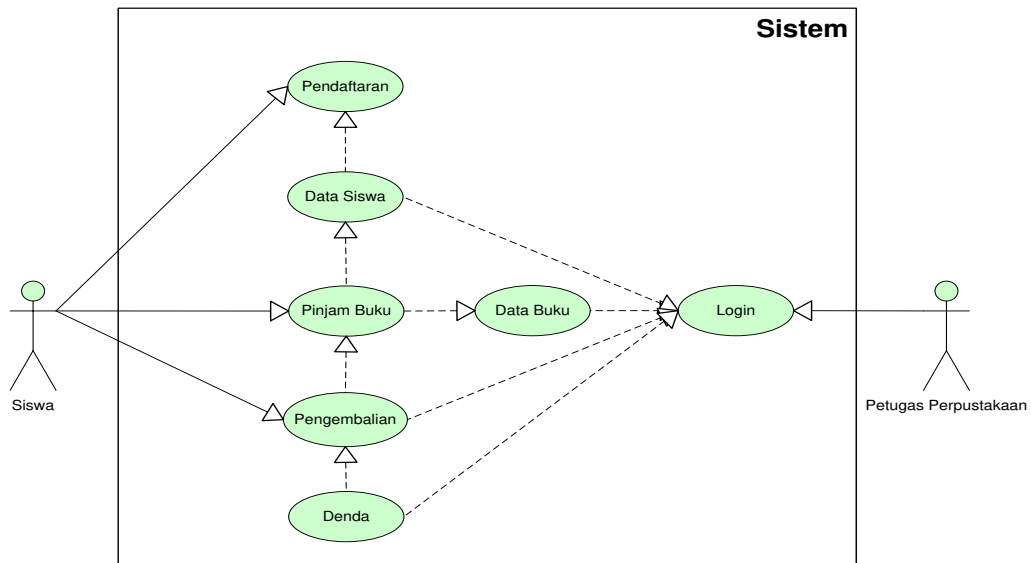 Sistem
Pendaftaran
Data Siswa
Pinjam Buku
Data Buku
Login
Siswa
Pengembalian
Petugas Perpustakaan
Denda